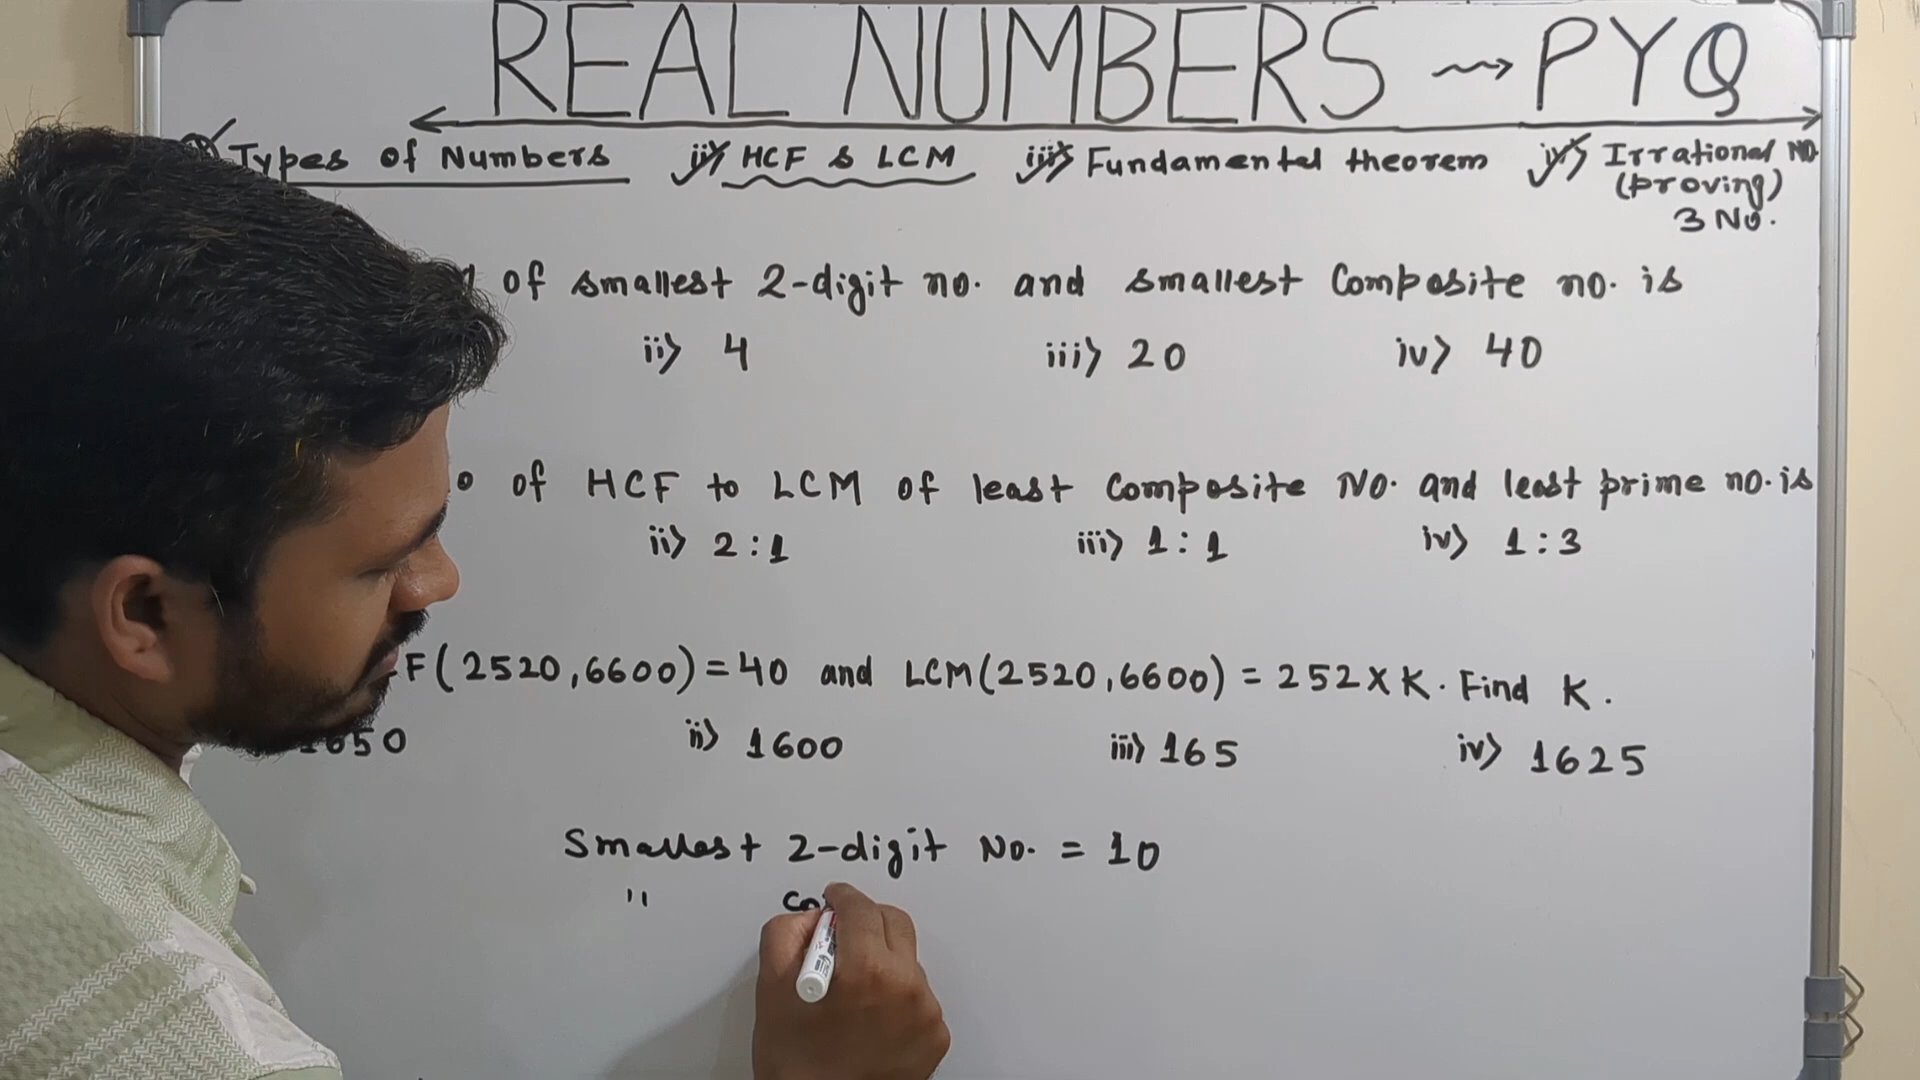 REAL NUMBERS ⇝ PYQ
Types of Numbers ii) HCF & LCM iii) Fundamental theorem iv) Irrational NO.
(proving)
3 No.
of smallest 2-digit no. and smallest Composite no. is
ii) 4 iii) 20 iv) 40
of HCF to LCM of least Composite NO. and least prime no. is
ii) 2:1 iii) 1:1 iv) 1:3
F(2520,6600)=40 and LCM(2520,6600) = 252 X K. Find K.
1650 ii) 1600 iii) 165 iv) 1625
Smallest 2-digit No. = 10
" Co